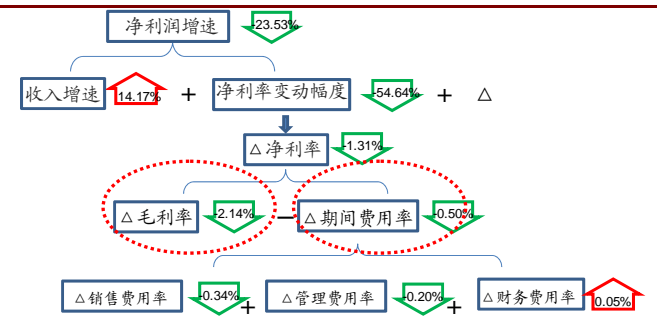 净利润增速 -23.53%
收入增速 14.17% + 净利率变动幅度 -54.64% + △
△净利率 -1.31%
△毛利率 -2.14% — △期间费用率 -0.50%
△销售费用率 -0.34% + △管理费用率 -0.20% + △财务费用率 0.05%